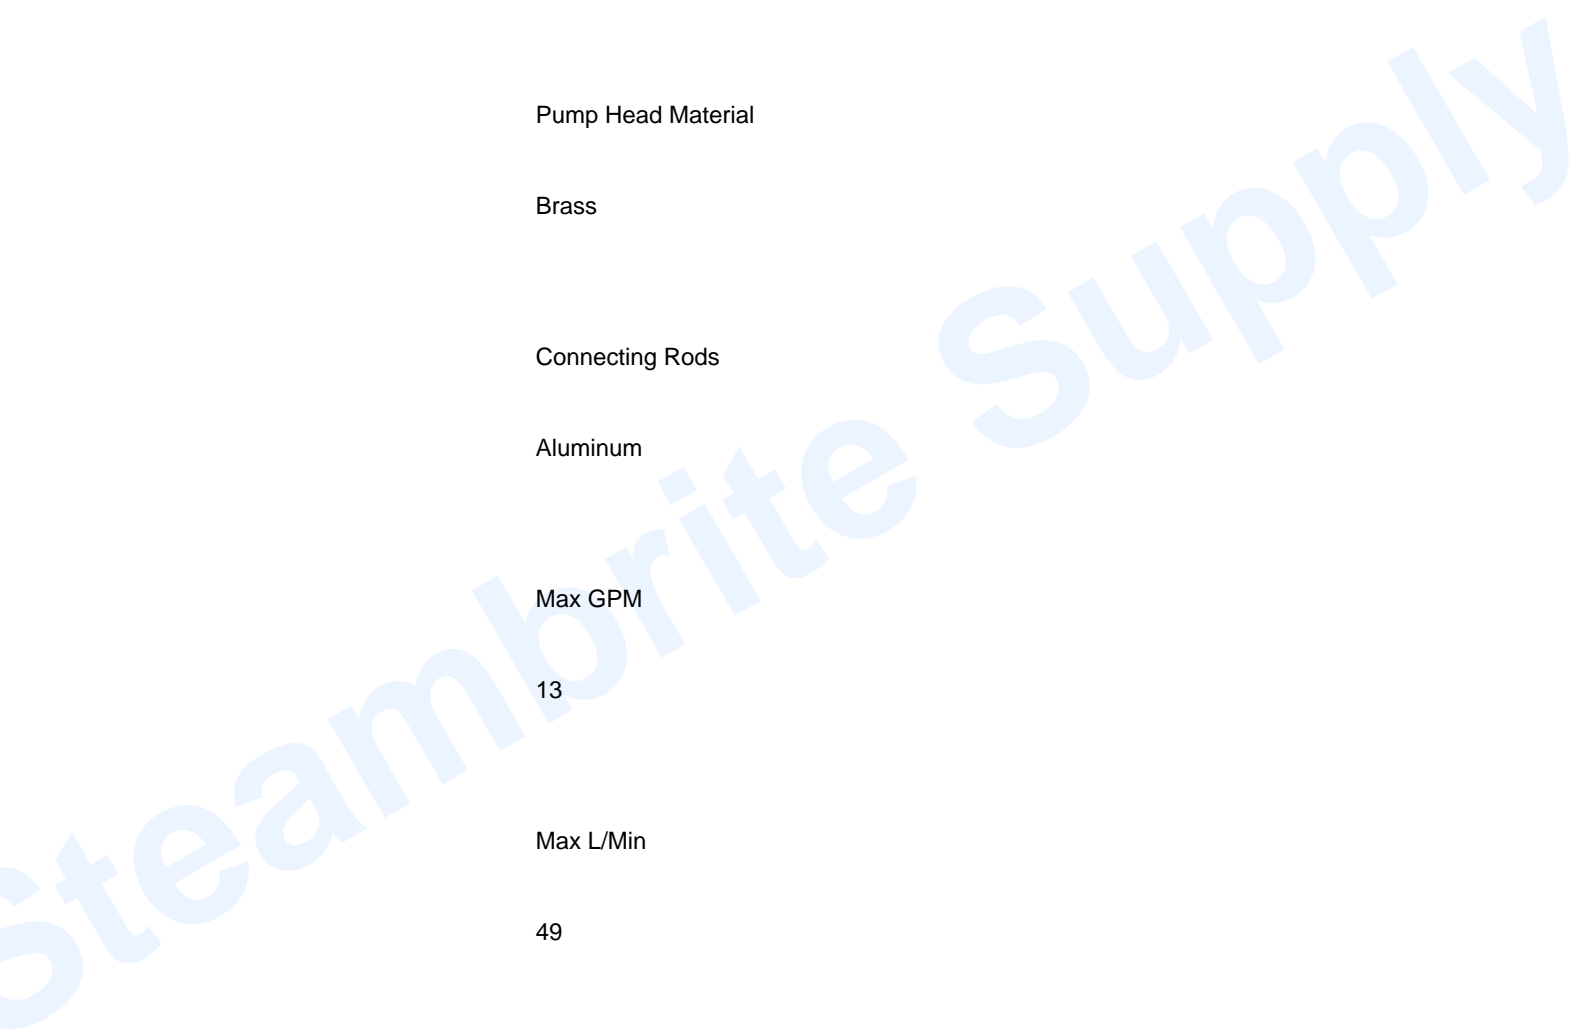 Pump Head Material
Brass
Connecting Rods
Aluminum
Max GPM
13
Max L/Min
49
Steambrite Supply